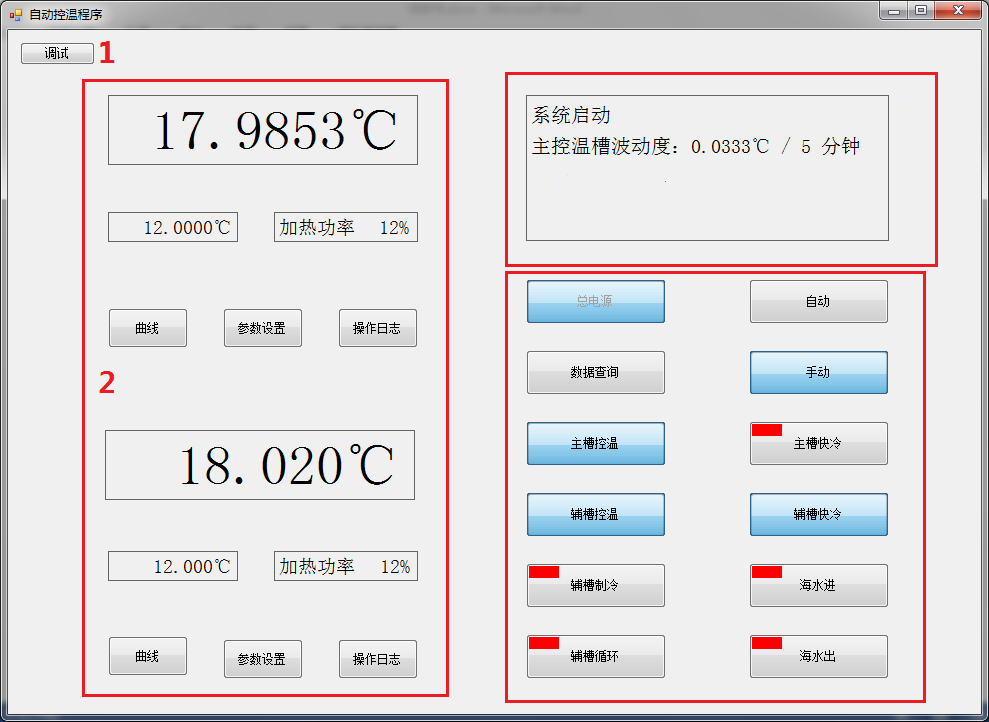 自动控温程序
调试
1
17.9853℃
12.0000℃
加热功率 12%
曲线
参数设置
操作日志
2
18.020℃
12.000℃
加热功率 12%
曲线
参数设置
操作日志
系统启动
主控温槽波动度：0.0333℃ / 5 分钟
总电源
自动
数据查询
手动
主槽控温
主槽快冷
辅槽控温
辅槽快冷
辅槽制冷
海水进
辅槽循环
海水出